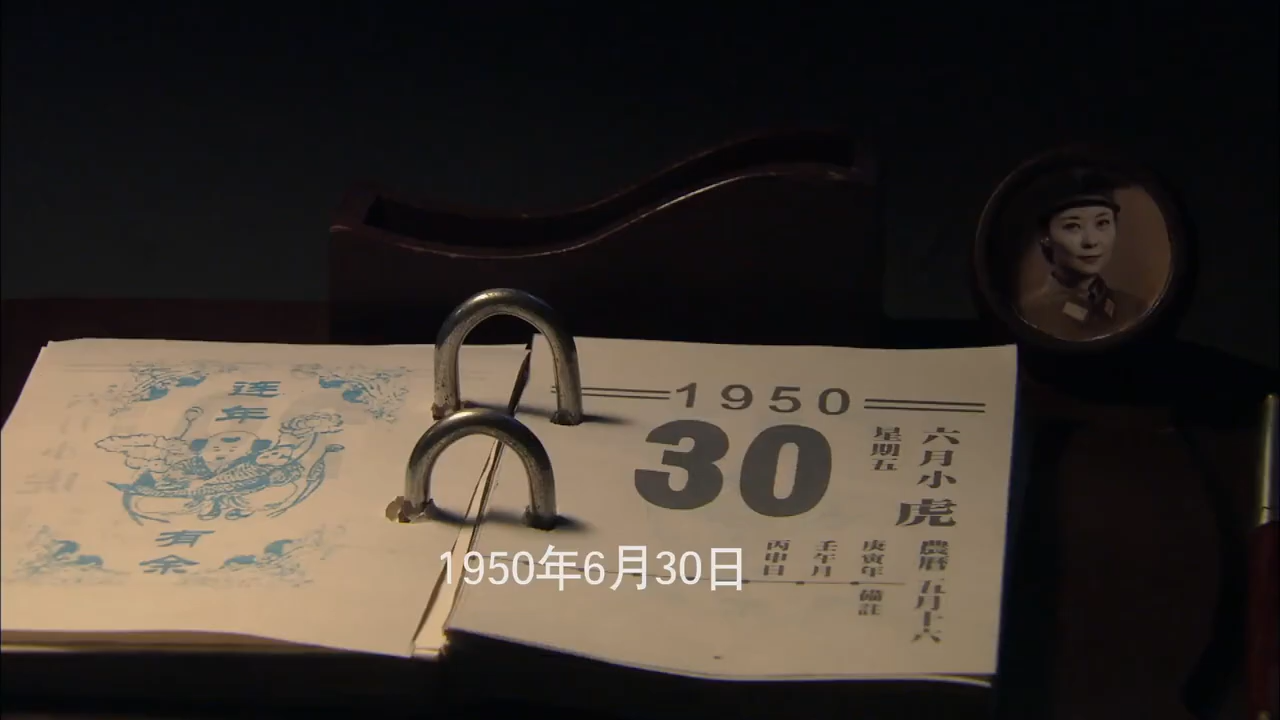 连
年
有
余
1950
30
星期五
六月小
虎
農曆 五月十六
庚寅年
壬午月
丙申日
備註
1950年6月30日